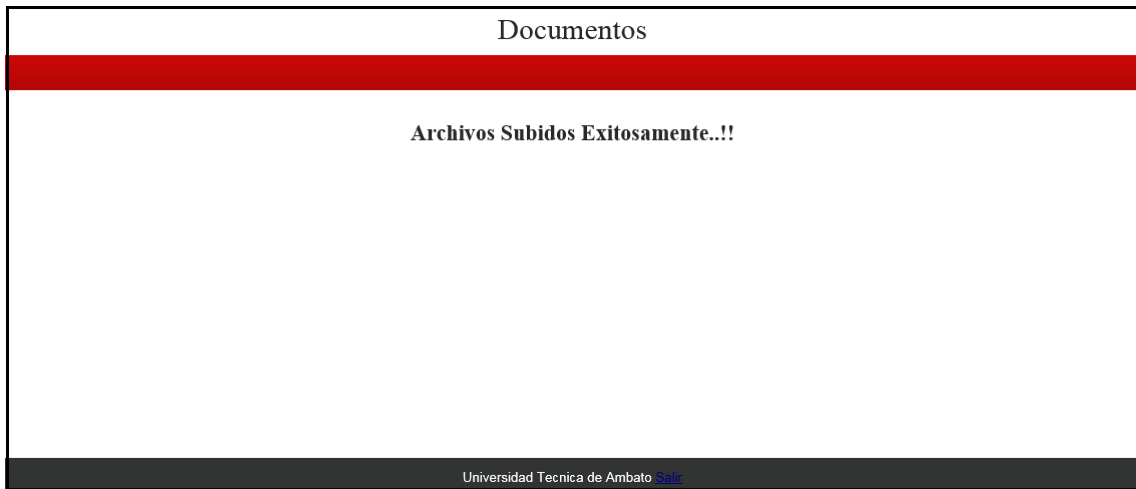 Documentos
Archivos Subidos Exitosamente..!!
Universidad Tecnica de Ambato Salir